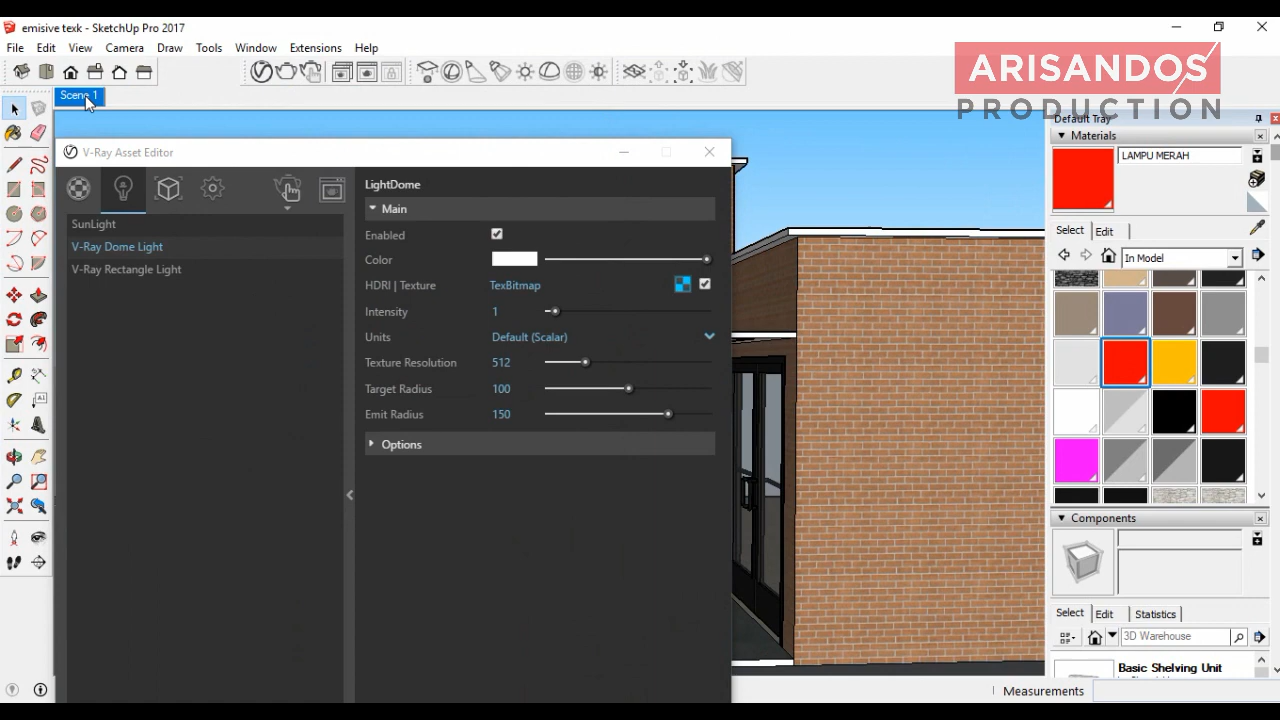 emisive texk - SketchUp Pro 2017
File Edit View Camera Draw Tools Window Extensions Help
ARISANDOS
PRODUCTION
Scene 1
Default Tray
Materials
LAMPU MERAH
Select Edit
In Model
V-Ray Asset Editor
SunLight
V-Ray Dome Light
V-Ray Rectangle Light
LightDome
Main
Enabled
Color
HDRI | Texture TexBitmap
Intensity 1
Units Default (Scalar)
Texture Resolution 512
Target Radius 100
Emit Radius 150
Options
Components
Select Edit Statistics
3D Warehouse
Basic Shelving Unit
Measurements